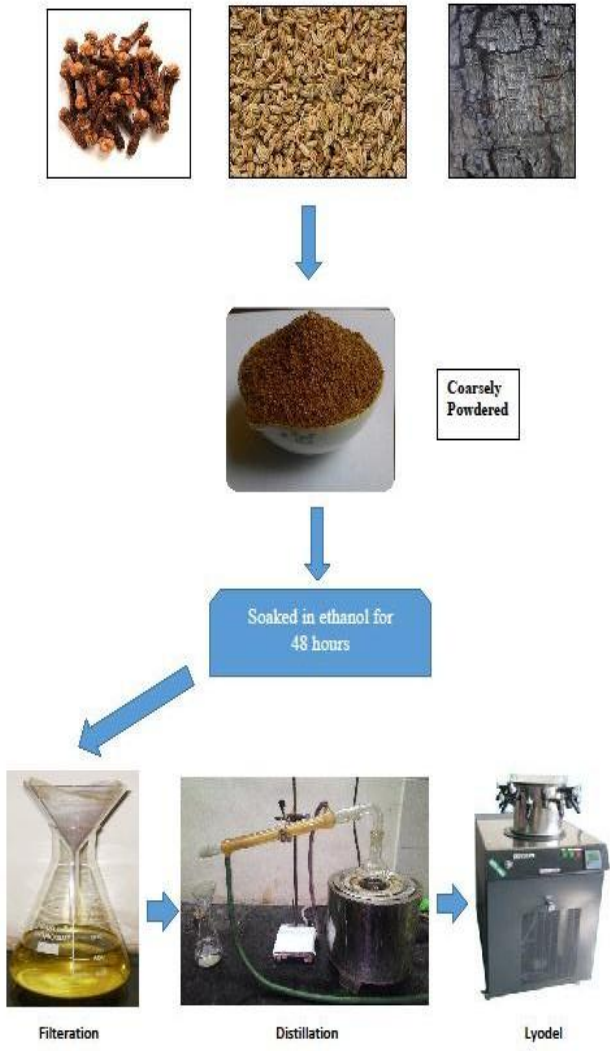 Coarsely
Powdered
Soaked in ethanol for
48 hours
Filteration
Distillation
Lyodel